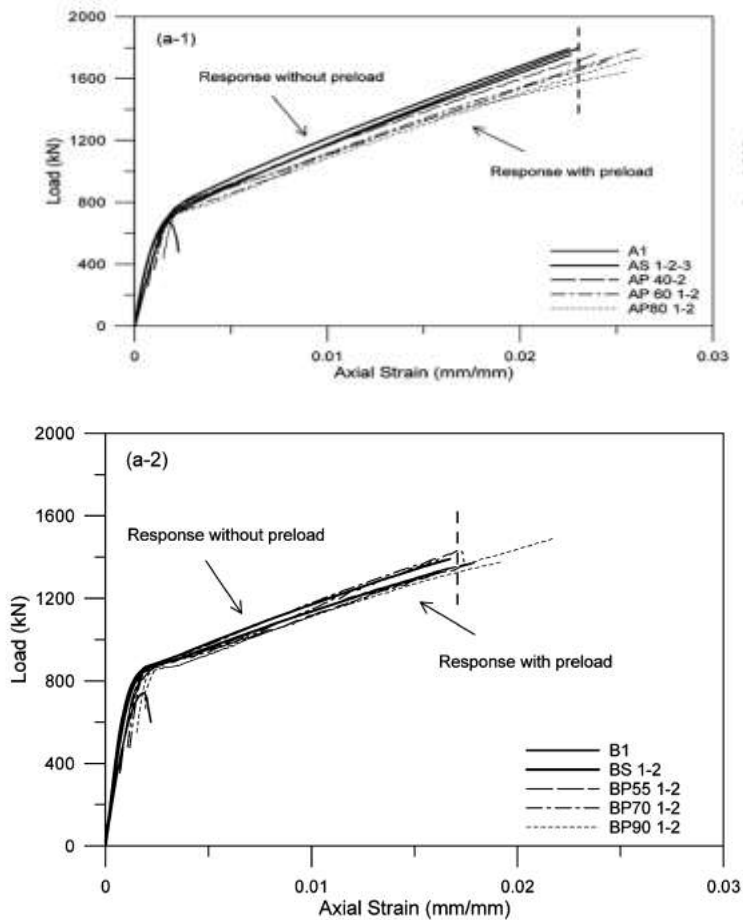 2000
(a-1)
1600
Response without preload
1200
Load (kN)
Response with preload
800
A1
AS 1-2-3
400
AP 40-2
AP 60 1-2
AP80 1-2
0
0
0.01
0.02
0.03
Axial Strain (mm/mm)
2000
(a-2)
1600
Response without preload
1200
Load (kN)
Response with preload
800
B1
BS 1-2
400
BP55 1-2
BP70 1-2
BP90 1-2
0
0
0.01
0.02
0.03
Axial Strain (mm/mm)